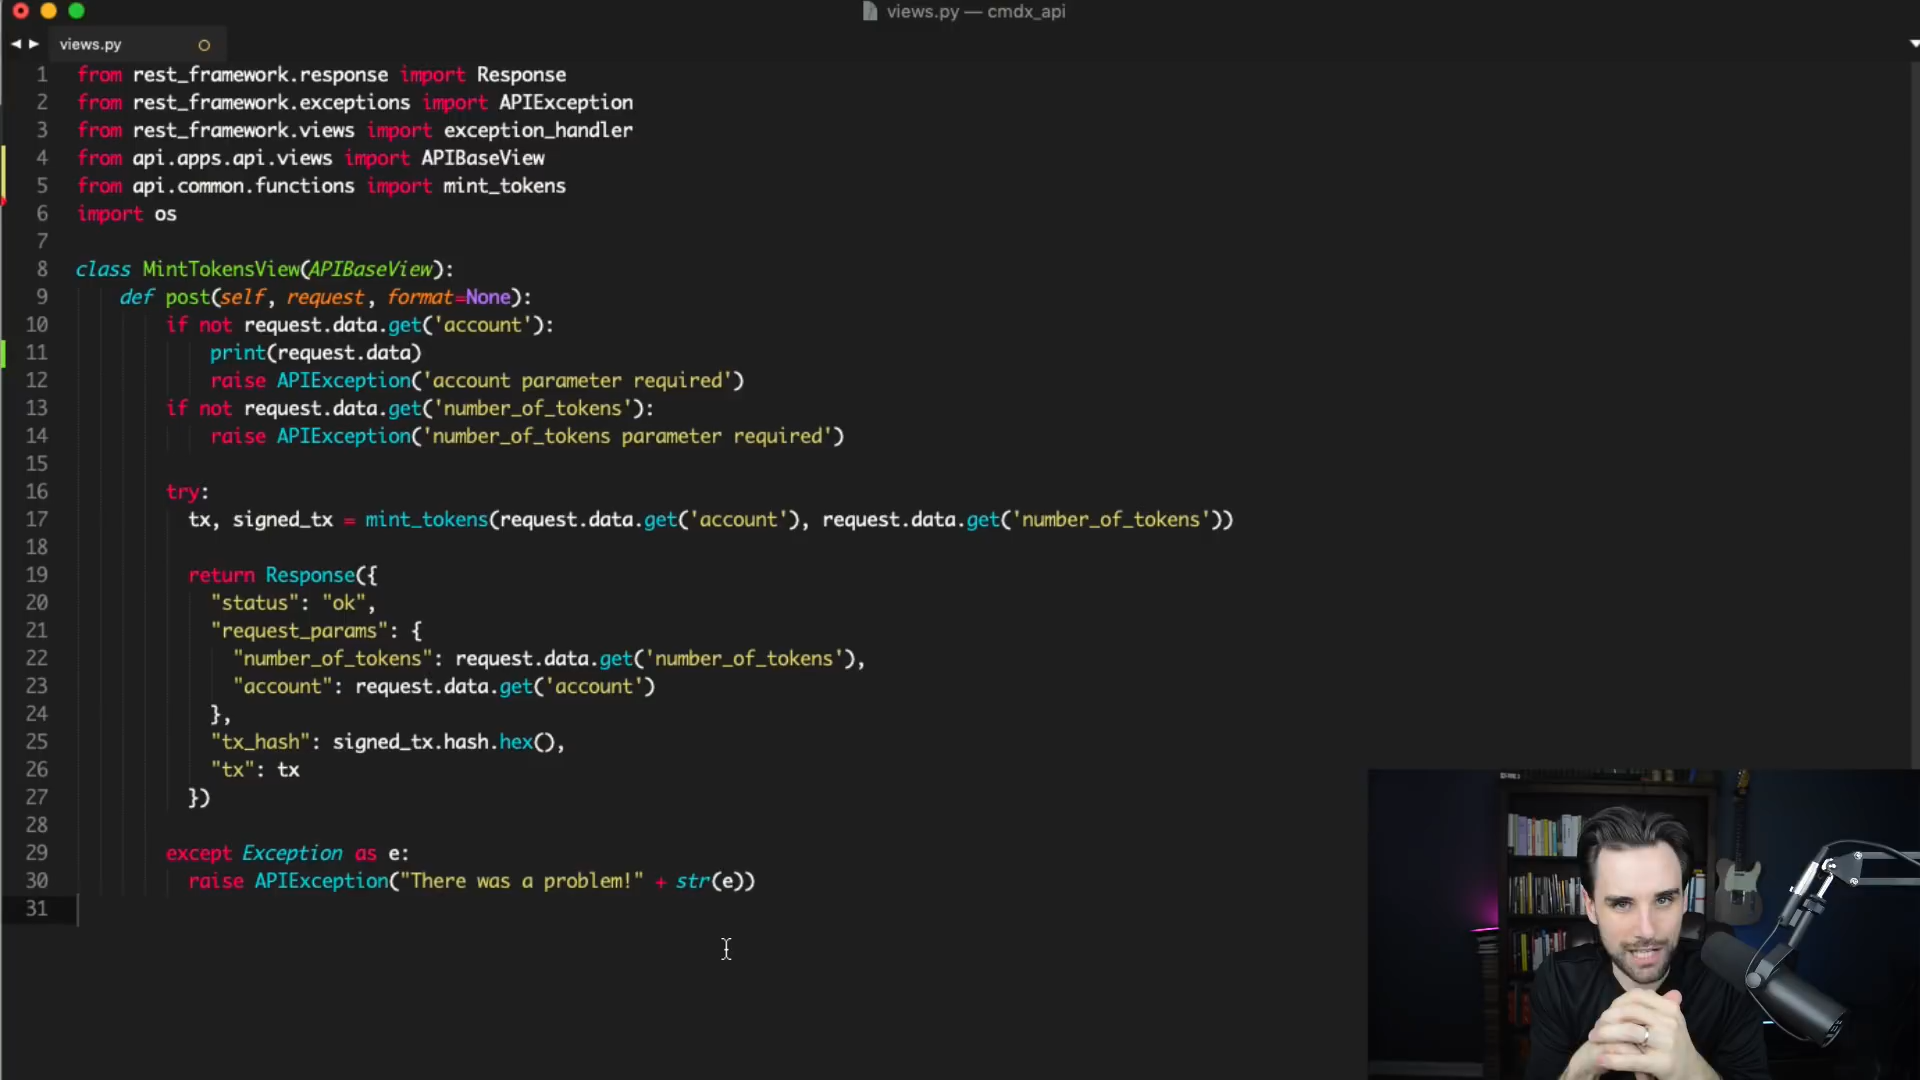 views.py — cmdx_api
views.py
1 from rest_framework.response import Response
2 from rest_framework.exceptions import APIException
3 from rest_framework.views import exception_handler
4 from api.apps.api.views import APIBaseView
5 from api.common.functions import mint_tokens
6 import os
7
8 class MintTokensView(APIBaseView):
9 def post(self, request, format=None):
10 if not request.data.get('account'):
11 print(request.data)
12 raise APIException('account parameter required')
13 if not request.data.get('number_of_tokens'):
14 raise APIException('number_of_tokens parameter required')
15
16 try:
17 tx, signed_tx = mint_tokens(request.data.get('account'), request.data.get('number_of_tokens'))
18
19 return Response({
20 "status": "ok",
21 "request_params": {
22 "number_of_tokens": request.data.get('number_of_tokens'),
23 "account": request.data.get('account')
24 },
25 "tx_hash": signed_tx.hash.hex(),
26 "tx": tx
27 })
28
29 except Exception as e:
30 raise APIException("There was a problem!" + str(e))
31